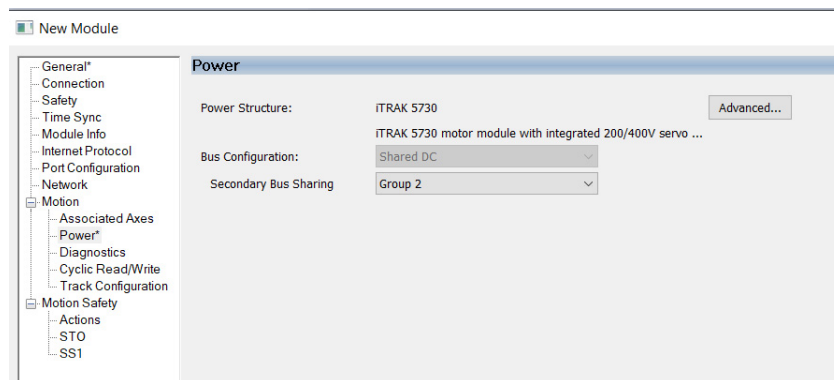 New Module
General*
Connection
Safety
Time Sync
Module Info
Internet Protocol
Port Configuration
Network
Motion
Associated Axes
Power*
Diagnostics
Cyclic Read/Write
Track Configuration
Motion Safety
Actions
STO
SS1
Power
Power Structure: iTRAK 5730 Advanced...
iTRAK 5730 motor module with integrated 200/400V servo ...
Bus Configuration: Shared DC
Secondary Bus Sharing Group 2